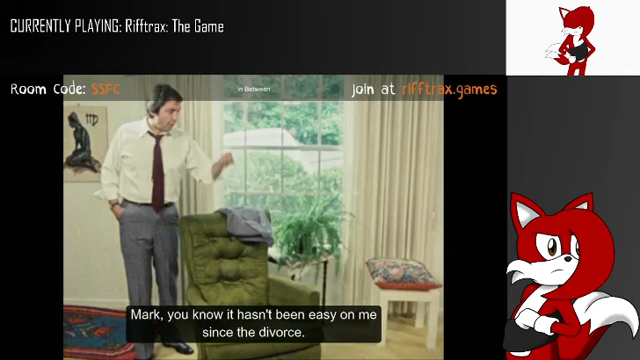 CURRENTLY PLAYING: Rifftrax: The Game
Room Code: SSFC
In Between
join at rifftrax.games
Mark, you know it hasn't been easy on me
since the divorce.